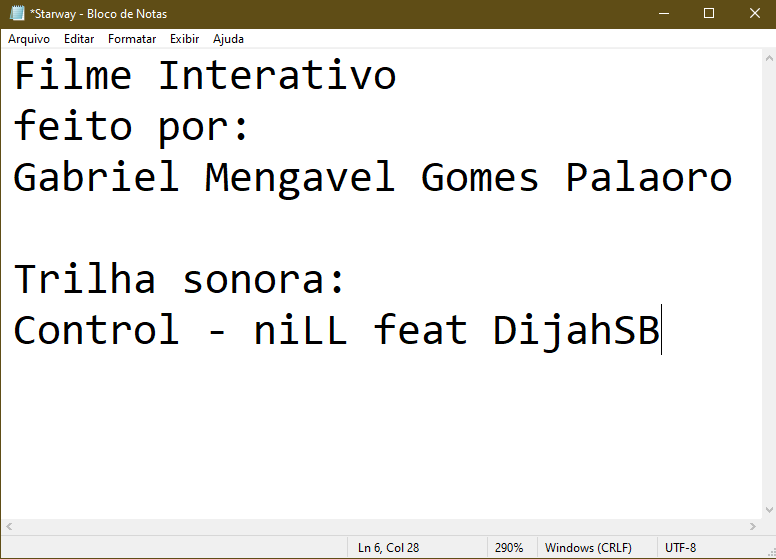 *Starway - Bloco de Notas
Arquivo Editar Formatar Exibir Ajuda
Filme Interativo
feito por:
Gabriel Mengavel Gomes Palaoro
Trilha sonora:
Control - niLL feat DijahSB
Ln 6, Col 28 290% Windows (CRLF) UTF-8